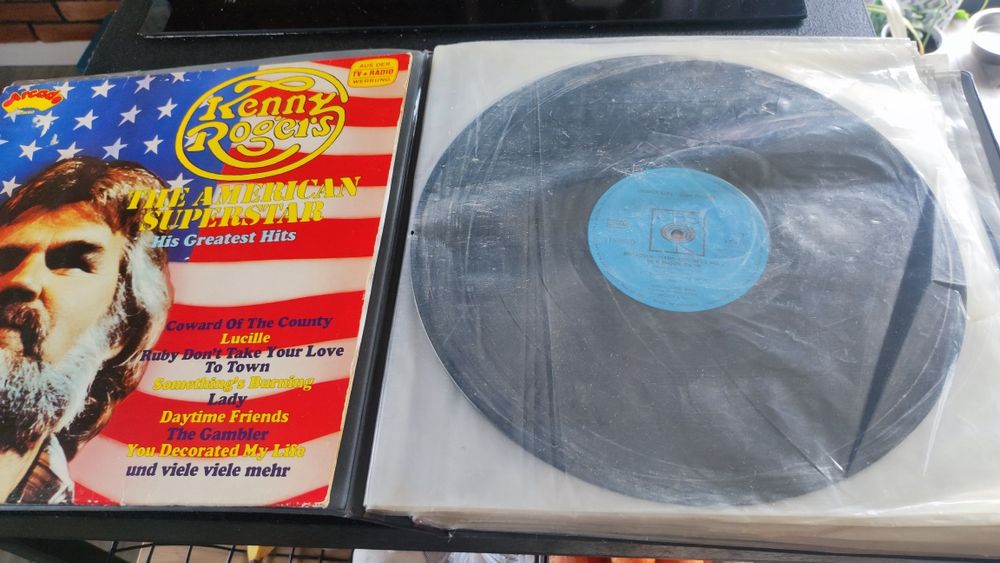 Arcade
AUS DER
TV + RADIO
WERBUNG
Kenny
Rogers
THE AMERICAN
SUPERSTAR
His Greatest Hits
Coward Of The County
Lucille
Ruby Don't Take Your Love
To Town
Something's Burning
Lady
Daytime Friends
The Gambler
You Decorated My Life
und viele viele mehr